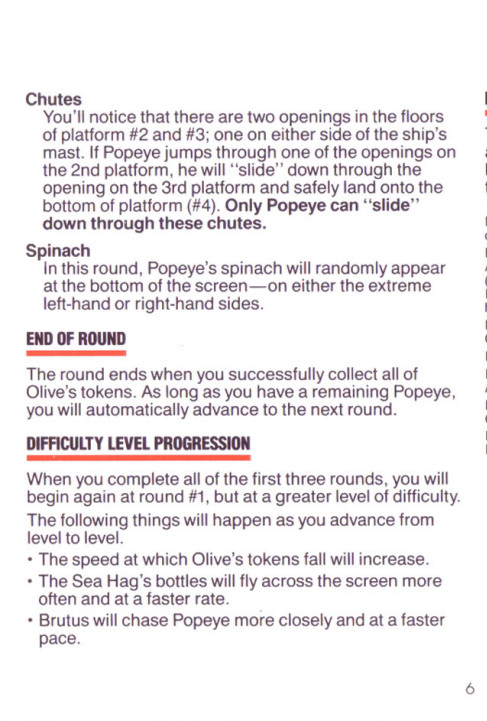 Chutes
You'll notice that there are two openings in the floors
of platform #2 and #3; one on either side of the ship's
mast. If Popeye jumps through one of the openings on
the 2nd platform, he will "slide" down through the
opening on the 3rd platform and safely land onto the
bottom of platform (#4). Only Popeye can "slide"
down through these chutes.
Spinach
In this round, Popeye's spinach will randomly appear
at the bottom of the screen—on either the extreme
left-hand or right-hand sides.
END OF ROUND
The round ends when you successfully collect all of
Olive's tokens. As long as you have a remaining Popeye,
you will automatically advance to the next round.
DIFFICULTY LEVEL PROGRESSION
When you complete all of the first three rounds, you will
begin again at round #1, but at a greater level of difficulty.
The following things will happen as you advance from
level to level.
• The speed at which Olive's tokens fall will increase.
• The Sea Hag's bottles will fly across the screen more
often and at a faster rate.
• Brutus will chase Popeye more closely and at a faster
pace.
6